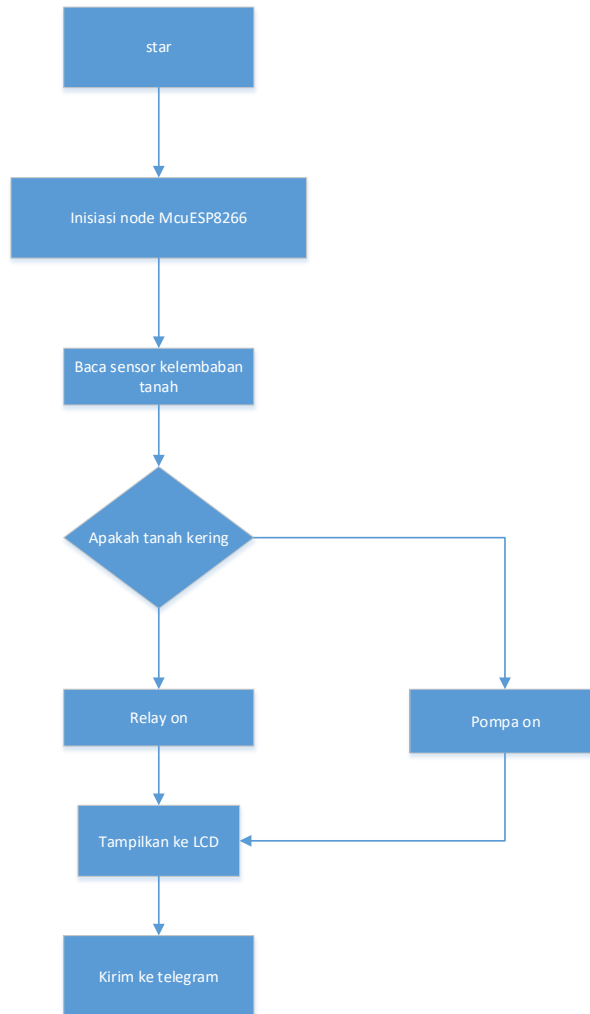 star
Inisiasi node McuESP8266
Baca sensor kelembaban
tanah
Apakah tanah kering
Relay on
Pompa on
Tampilkan ke LCD
Kirim ke telegram